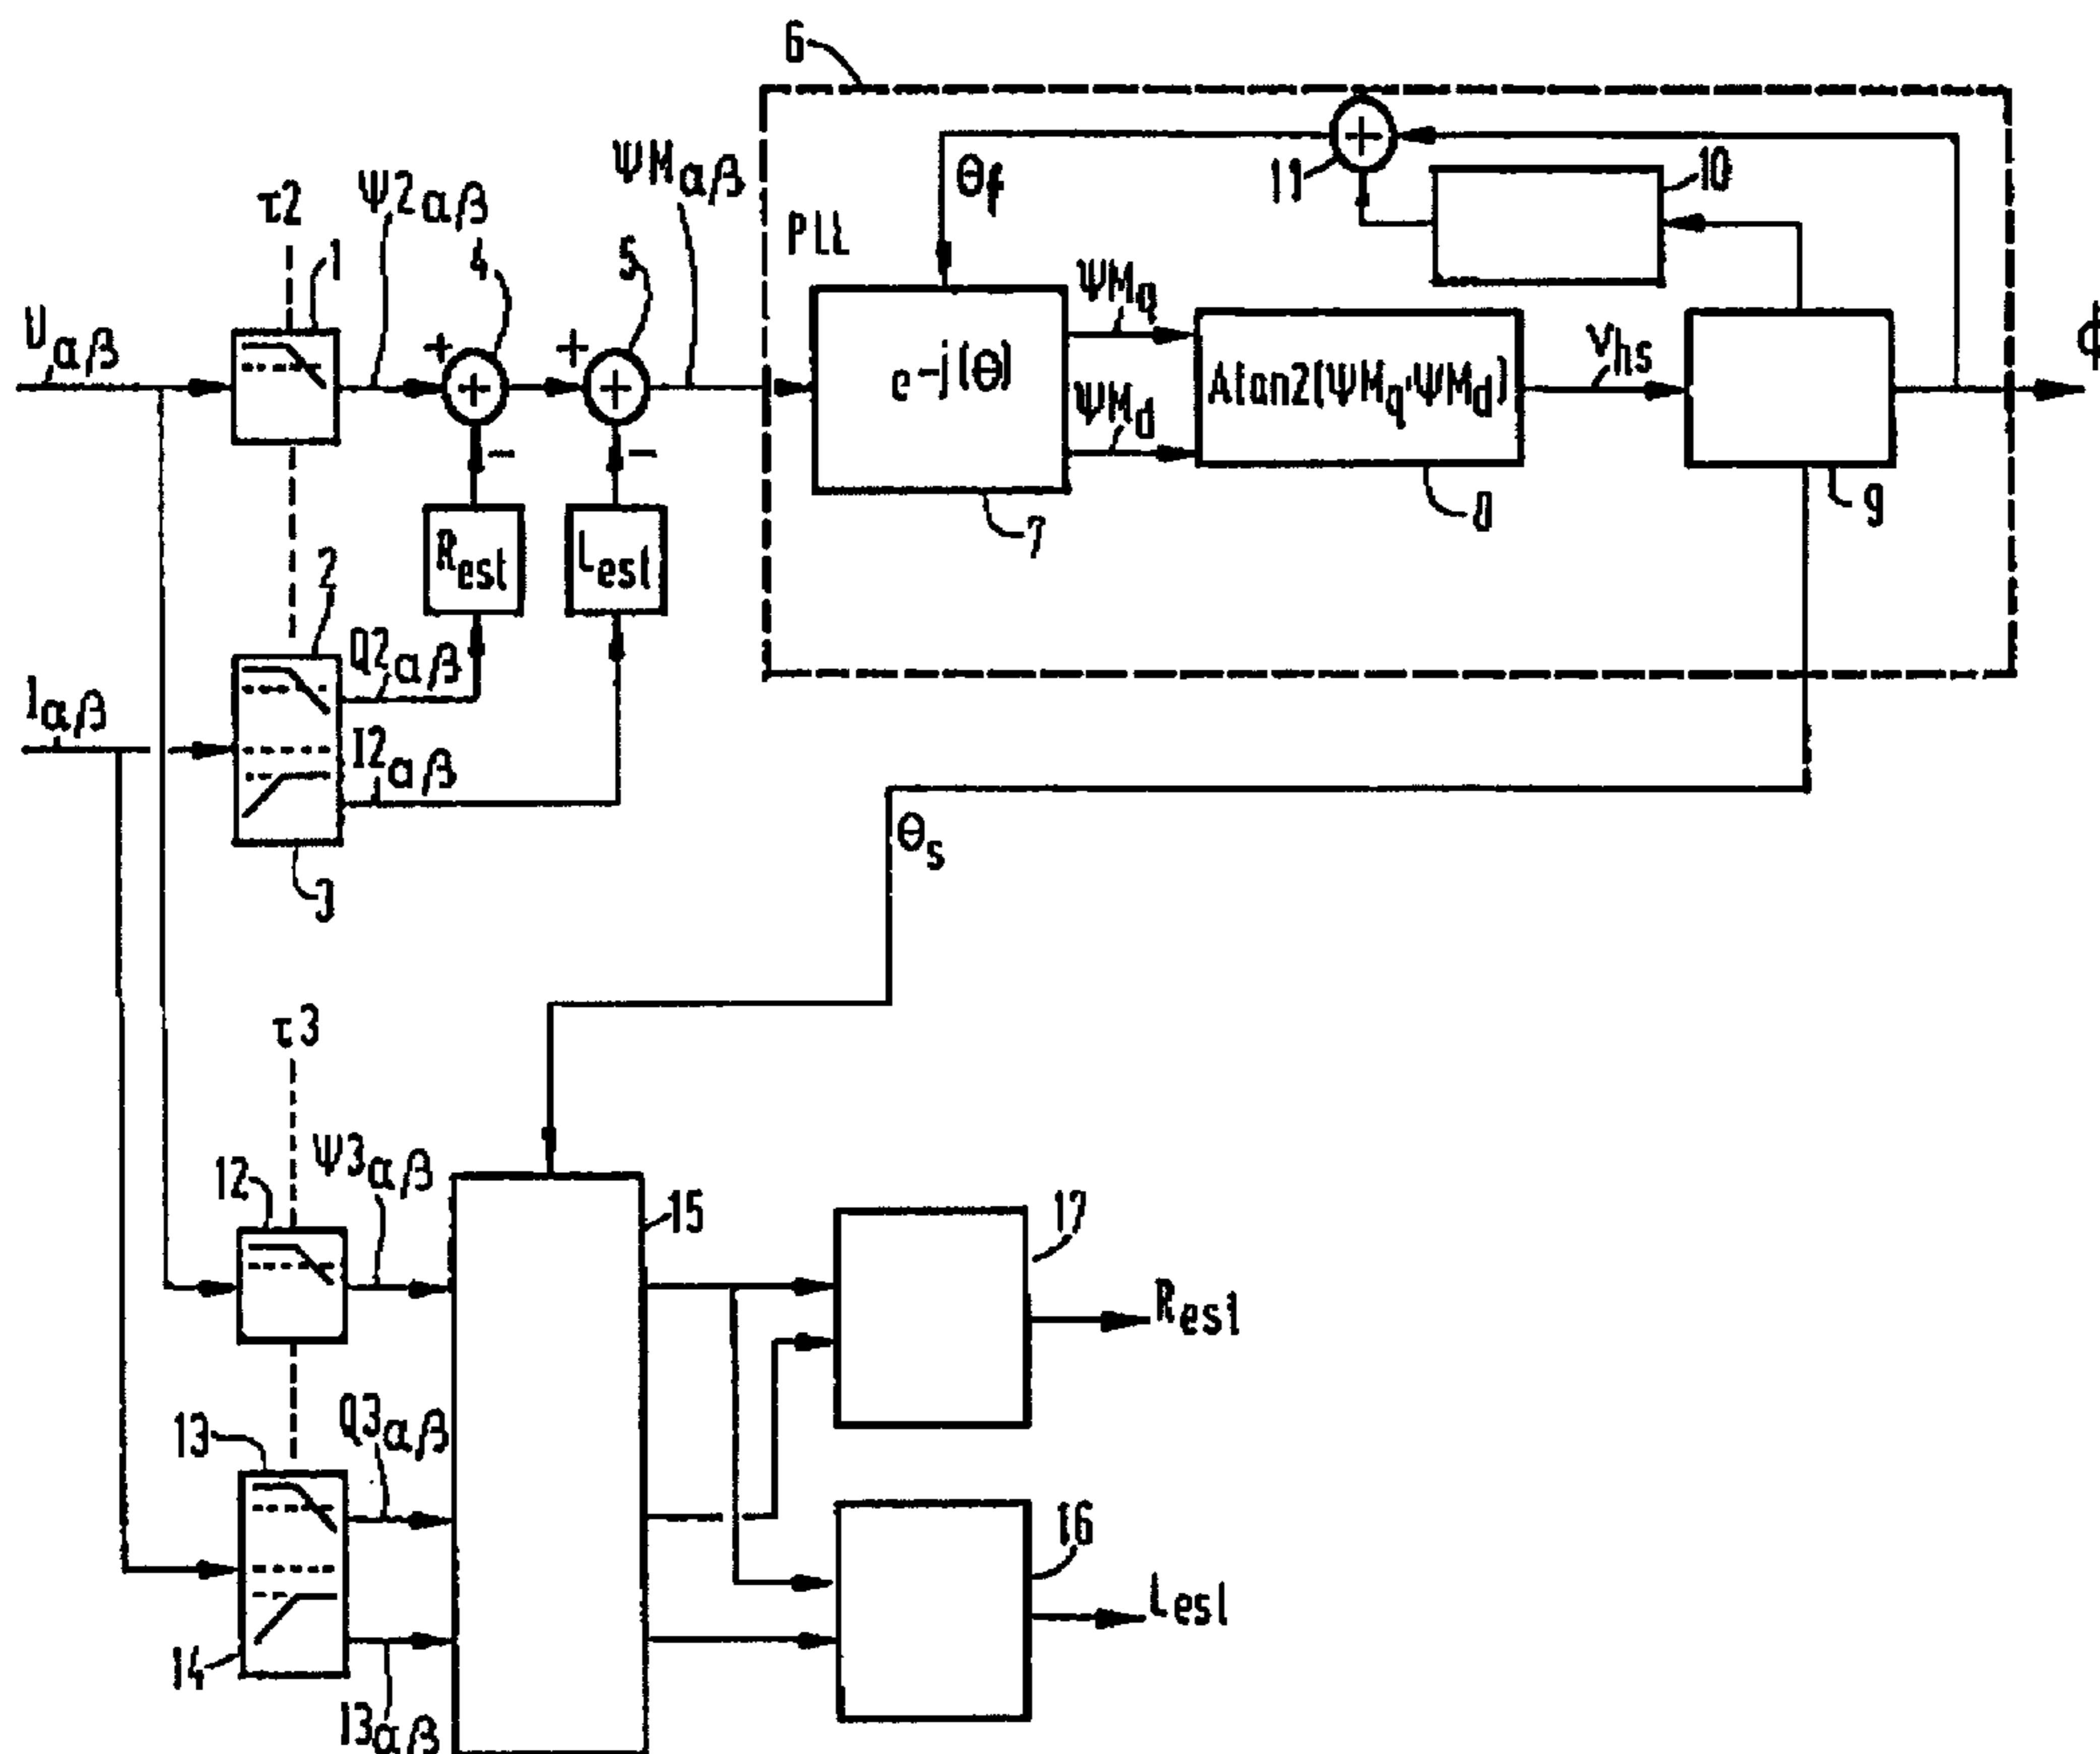 6
ΨMαβ
τ2
Ψ2αβ
1
4
5
θf
11
10
PLL
Uαβ
+
+
+
+
+
ΨMq
ΨMd
e-j(θ)
Atan2(ΨMq,ΨMd)
νhs
Φ
-
-
7
8
9
Rest
Lest
2
Q2αβ
Iαβ
I2αβ
3
θs
τ3
12
Ψ3αβ
15
17
Rest
13
Q3αβ
16
Lest
14
I3αβ